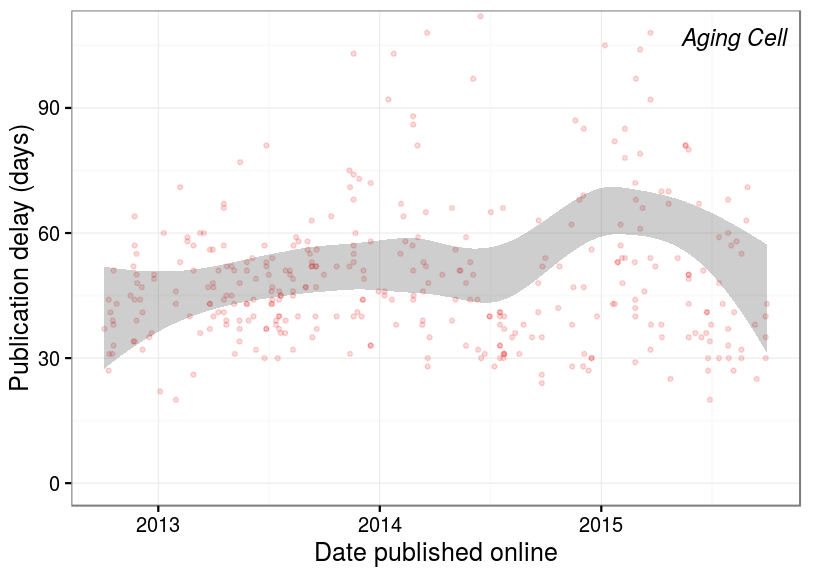 Aging Cell
Publication delay (days)
90
60
30
0
2013
2014
2015
Date published online